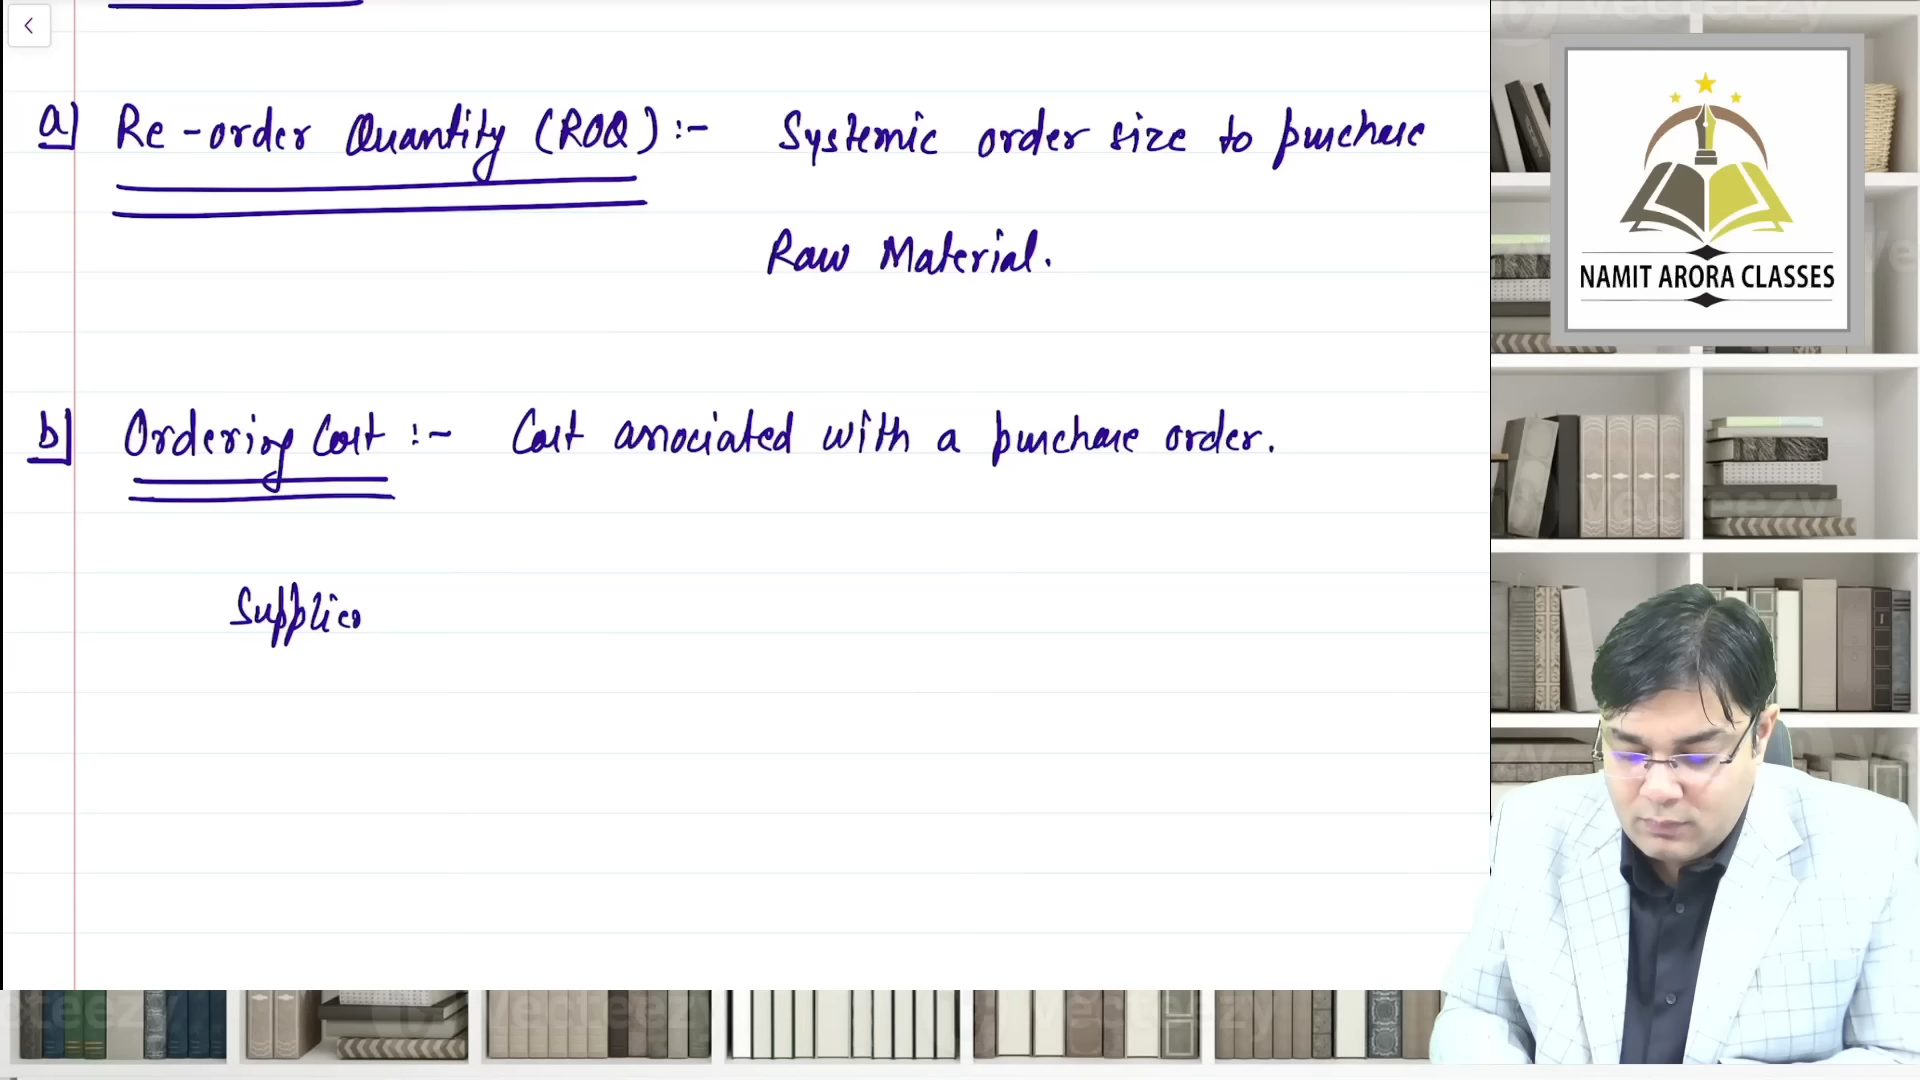 a] Re-order Quantity (ROQ) :- Systemic order size to purchase
Raw Material.
b] Ordering Cost :- Cost associated with a purchase order.
Supplier
NAMIT ARORA CLASSES